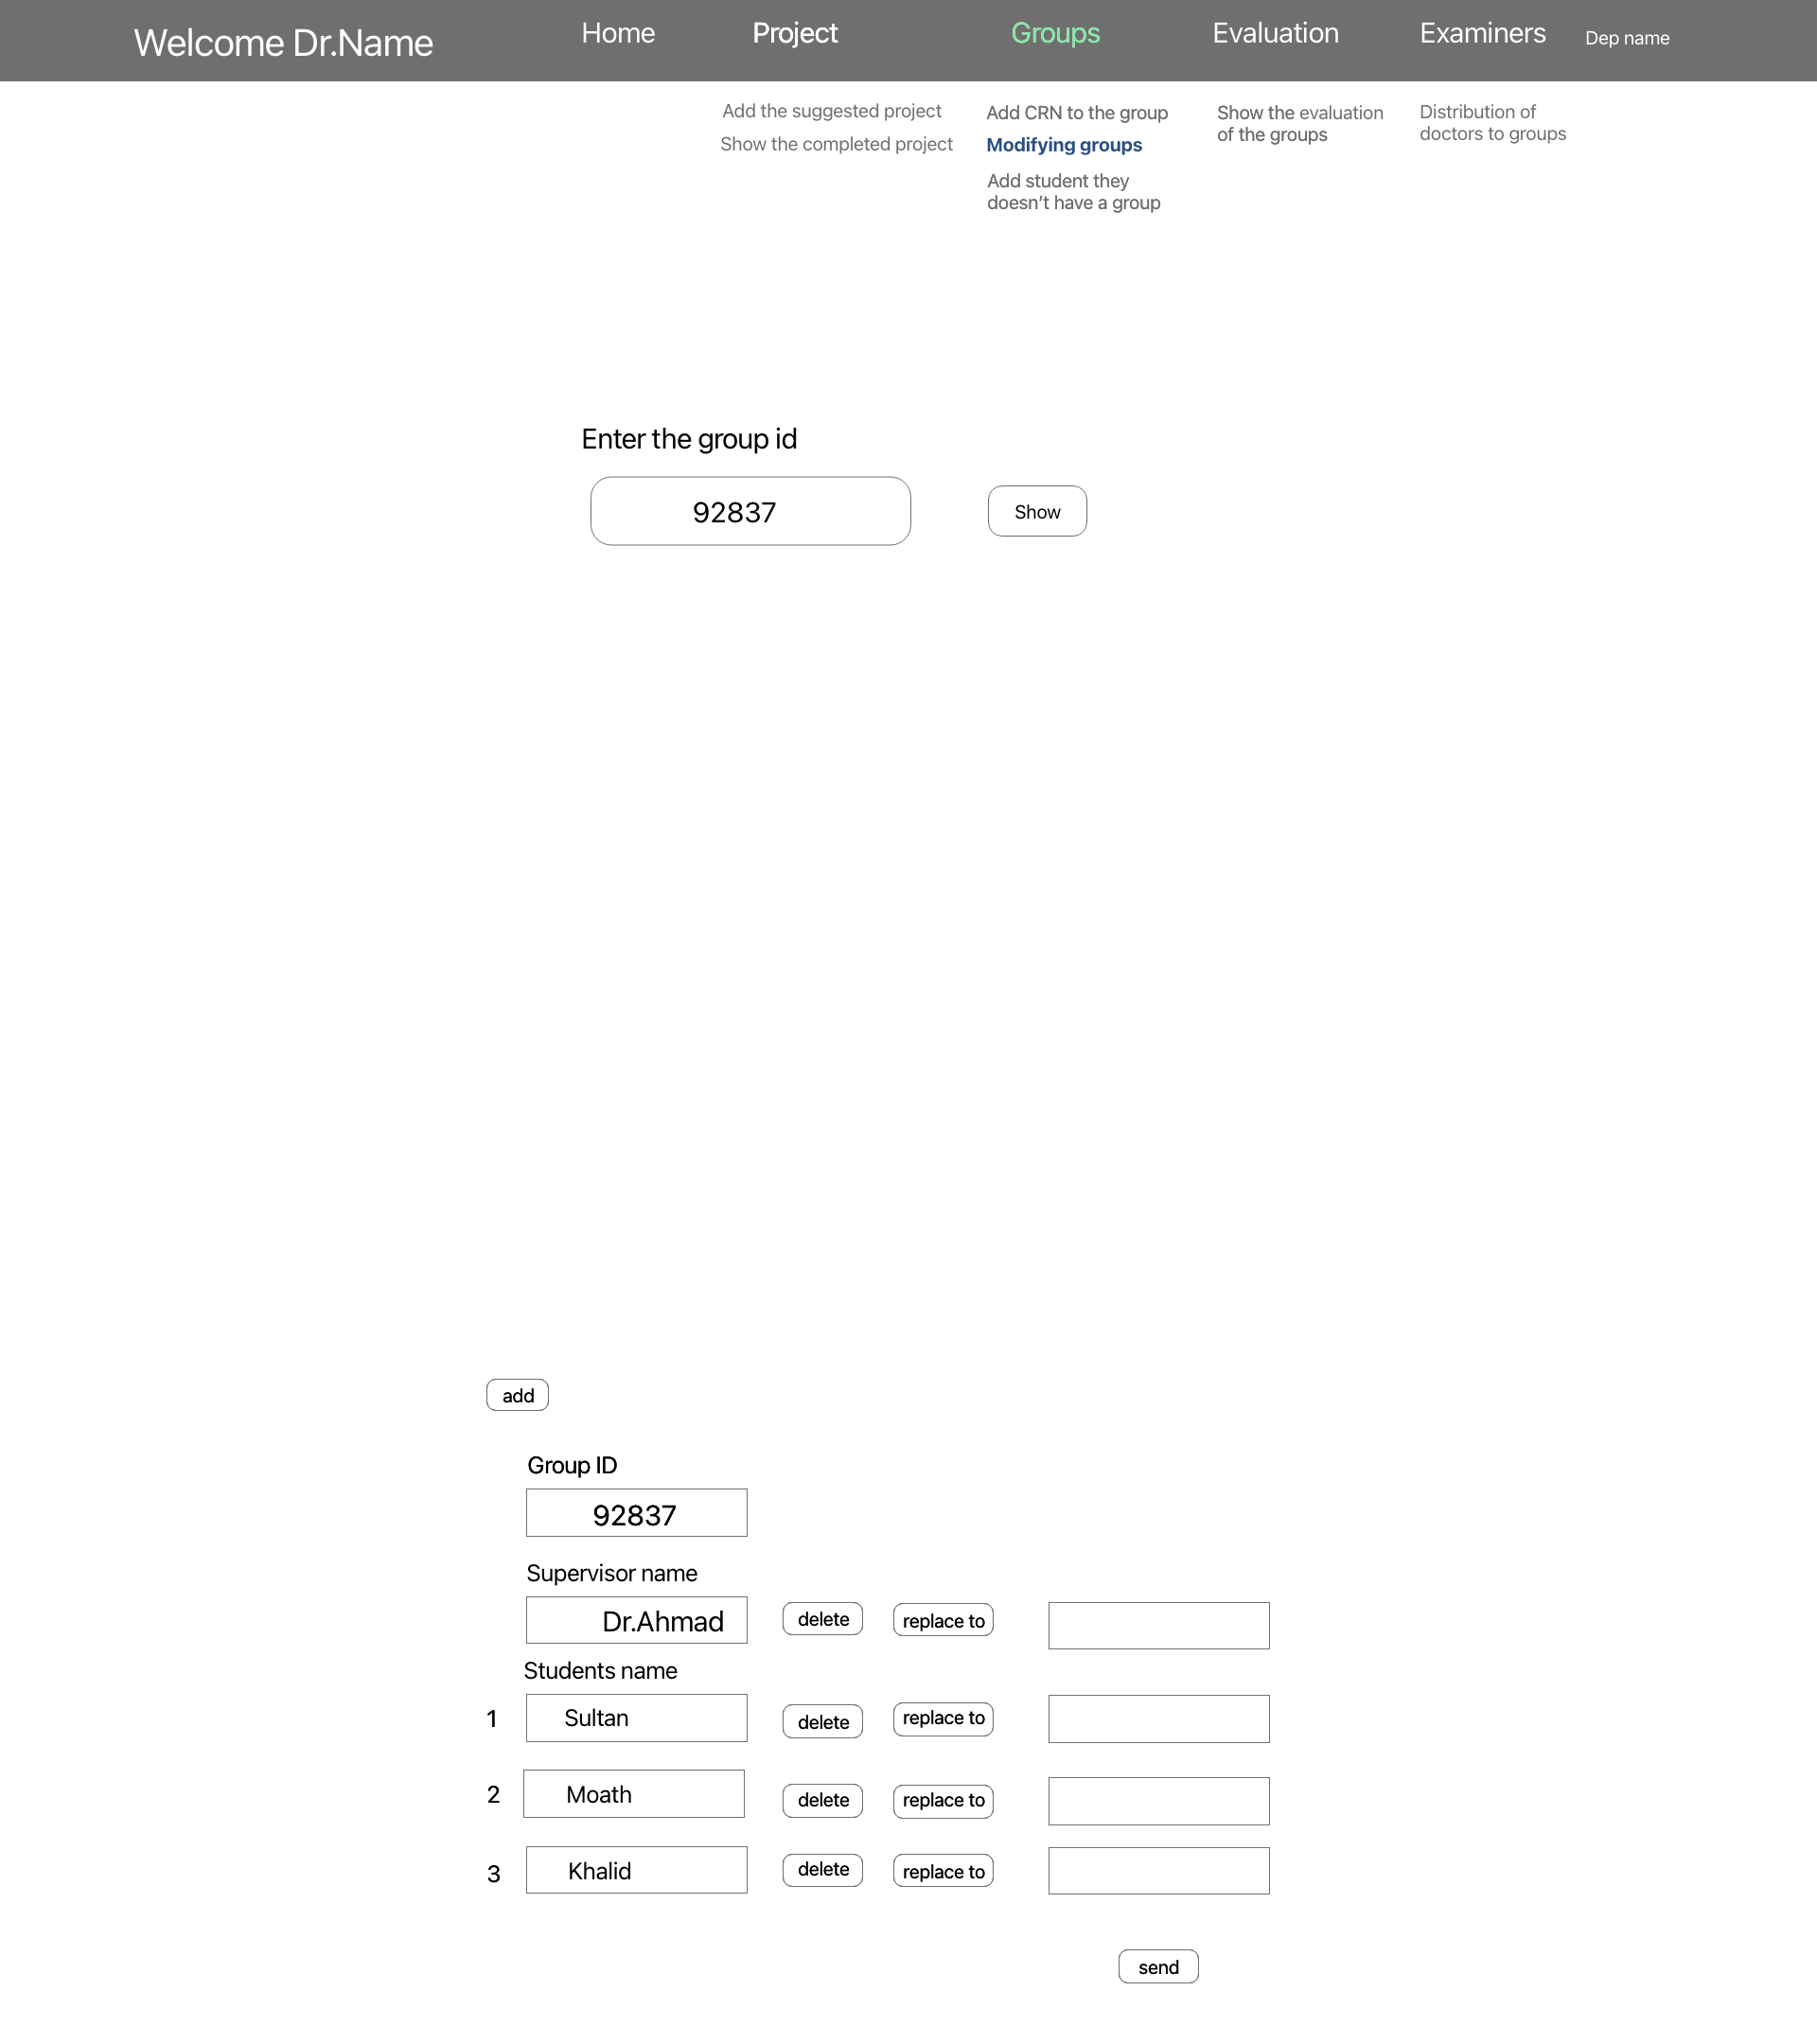 Welcome Dr.Name
Home
Project
Groups
Evaluation
Examiners
Dep name
Add the suggested project
Show the completed project
Add CRN to the group
Modifying groups
Add student they
doesn't have a group
Show the evaluation
of the groups
Distribution of
doctors to groups
Enter the group id
92837
Show
add
Group ID
92837
Supervisor name
Dr.Ahmad
delete
replace to
Students name
1
Sultan
delete
replace to
2
Moath
delete
replace to
3
Khalid
delete
replace to
send